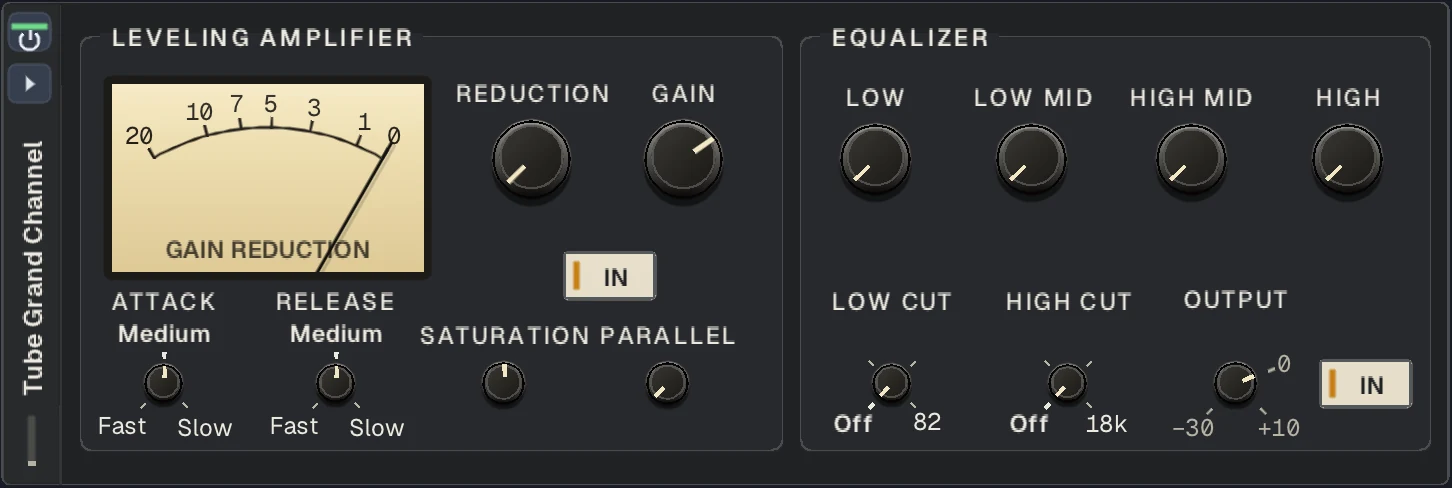 Tube Grand Channel
LEVELING AMPLIFIER
20 10 7 5 3 1 0
GAIN REDUCTION
REDUCTION GAIN
IN
ATTACK
Medium
Fast Slow
RELEASE
Medium
Fast Slow
SATURATION PARALLEL
EQUALIZER
LOW LOW MID HIGH MID HIGH
LOW CUT
Off 82
HIGH CUT
Off 18k
OUTPUT
-0
-30 +10
IN